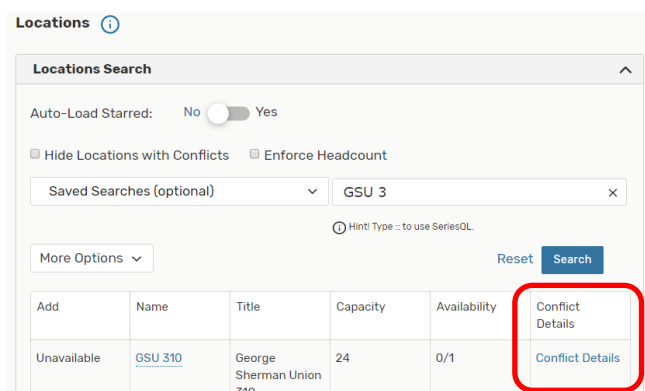 Locations
Locations Search
Auto-Load Starred: No Yes
Hide Locations with Conflicts Enforce Headcount
Saved Searches (optional) GSU 3
Hint! Type :: to use SeriesQL.
More Options Reset Search
Add Name Title Capacity Availability Conflict
Details
Unavailable GSU 310 George 24 0/1 Conflict Details
Sherman Union
310